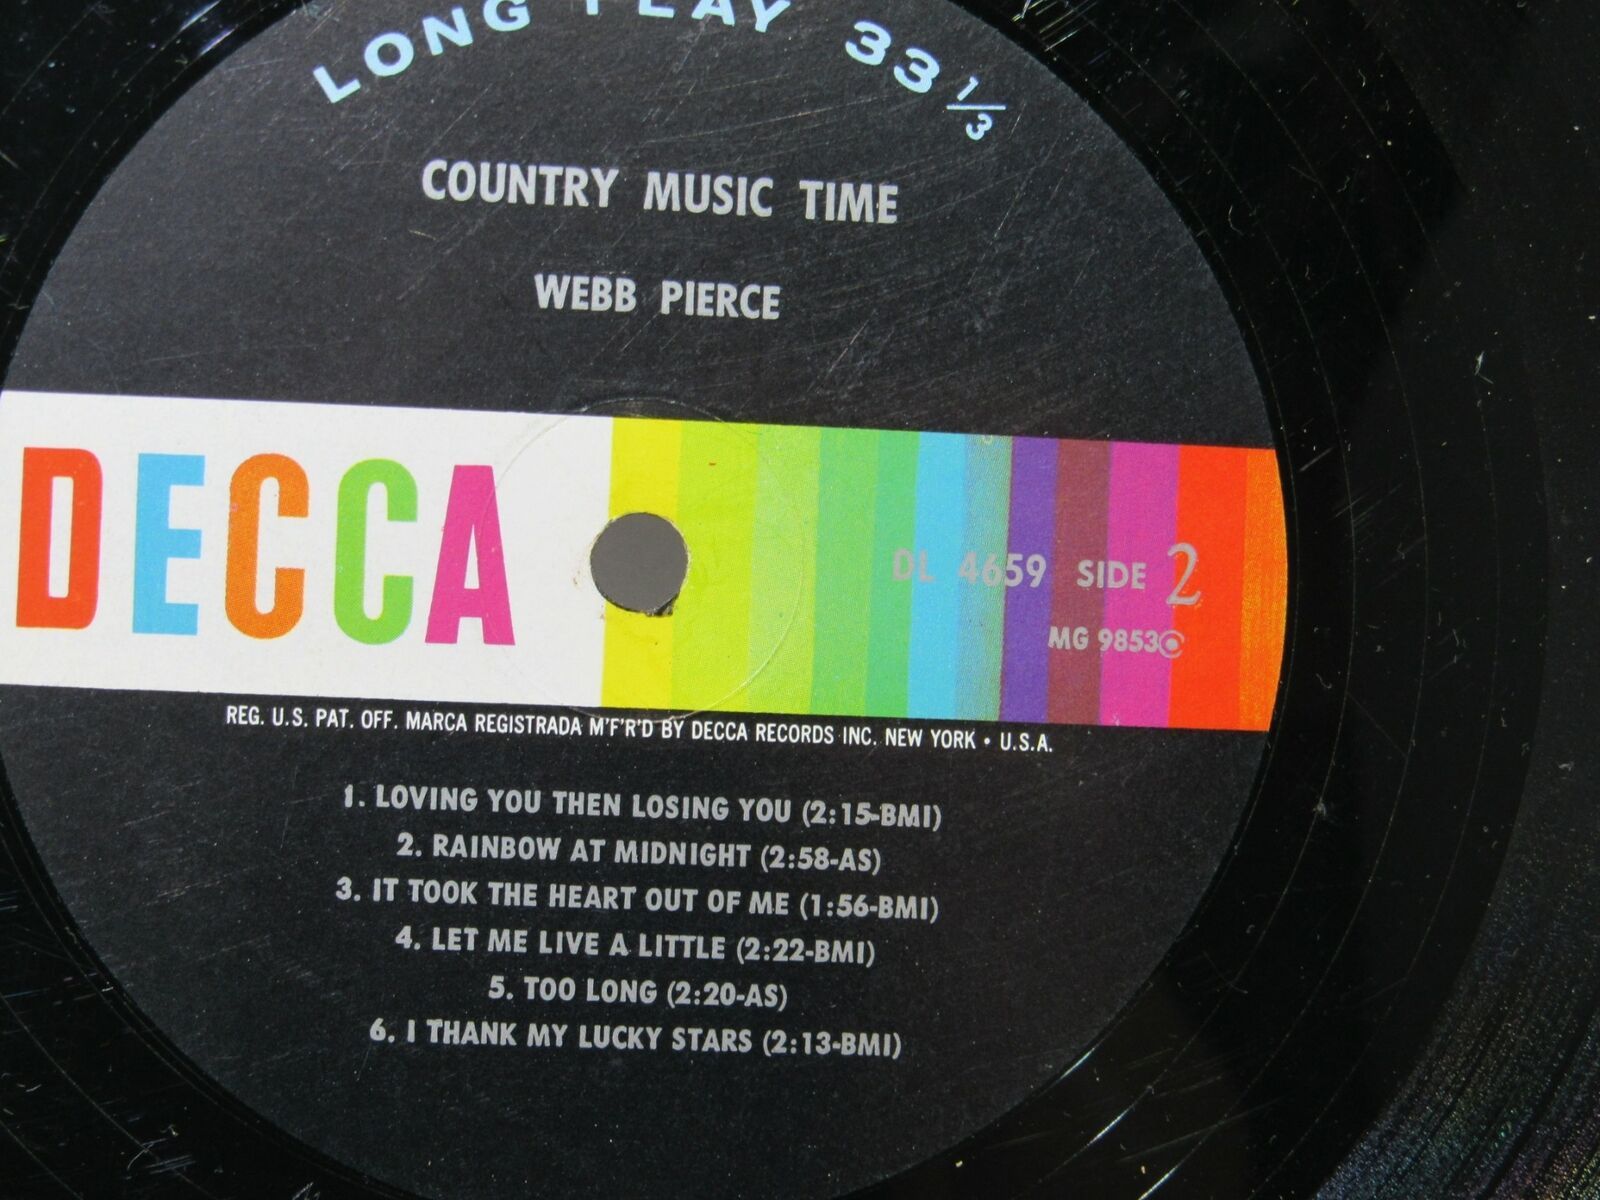 LONG PLAY 33 1/3
COUNTRY MUSIC TIME
WEBB PIERCE
DECCA
DL 4659 SIDE 2
MG 9853
REG. U.S. PAT. OFF. MARCA REGISTRADA M'F'R'D BY DECCA RECORDS INC. NEW YORK • U.S.A.
1. LOVING YOU THEN LOSING YOU (2:15-BMI)
2. RAINBOW AT MIDNIGHT (2:58-AS)
3. IT TOOK THE HEART OUT OF ME (1:56-BMI)
4. LET ME LIVE A LITTLE (2:22-BMI)
5. TOO LONG (2:20-AS)
6. I THANK MY LUCKY STARS (2:13-BMI)